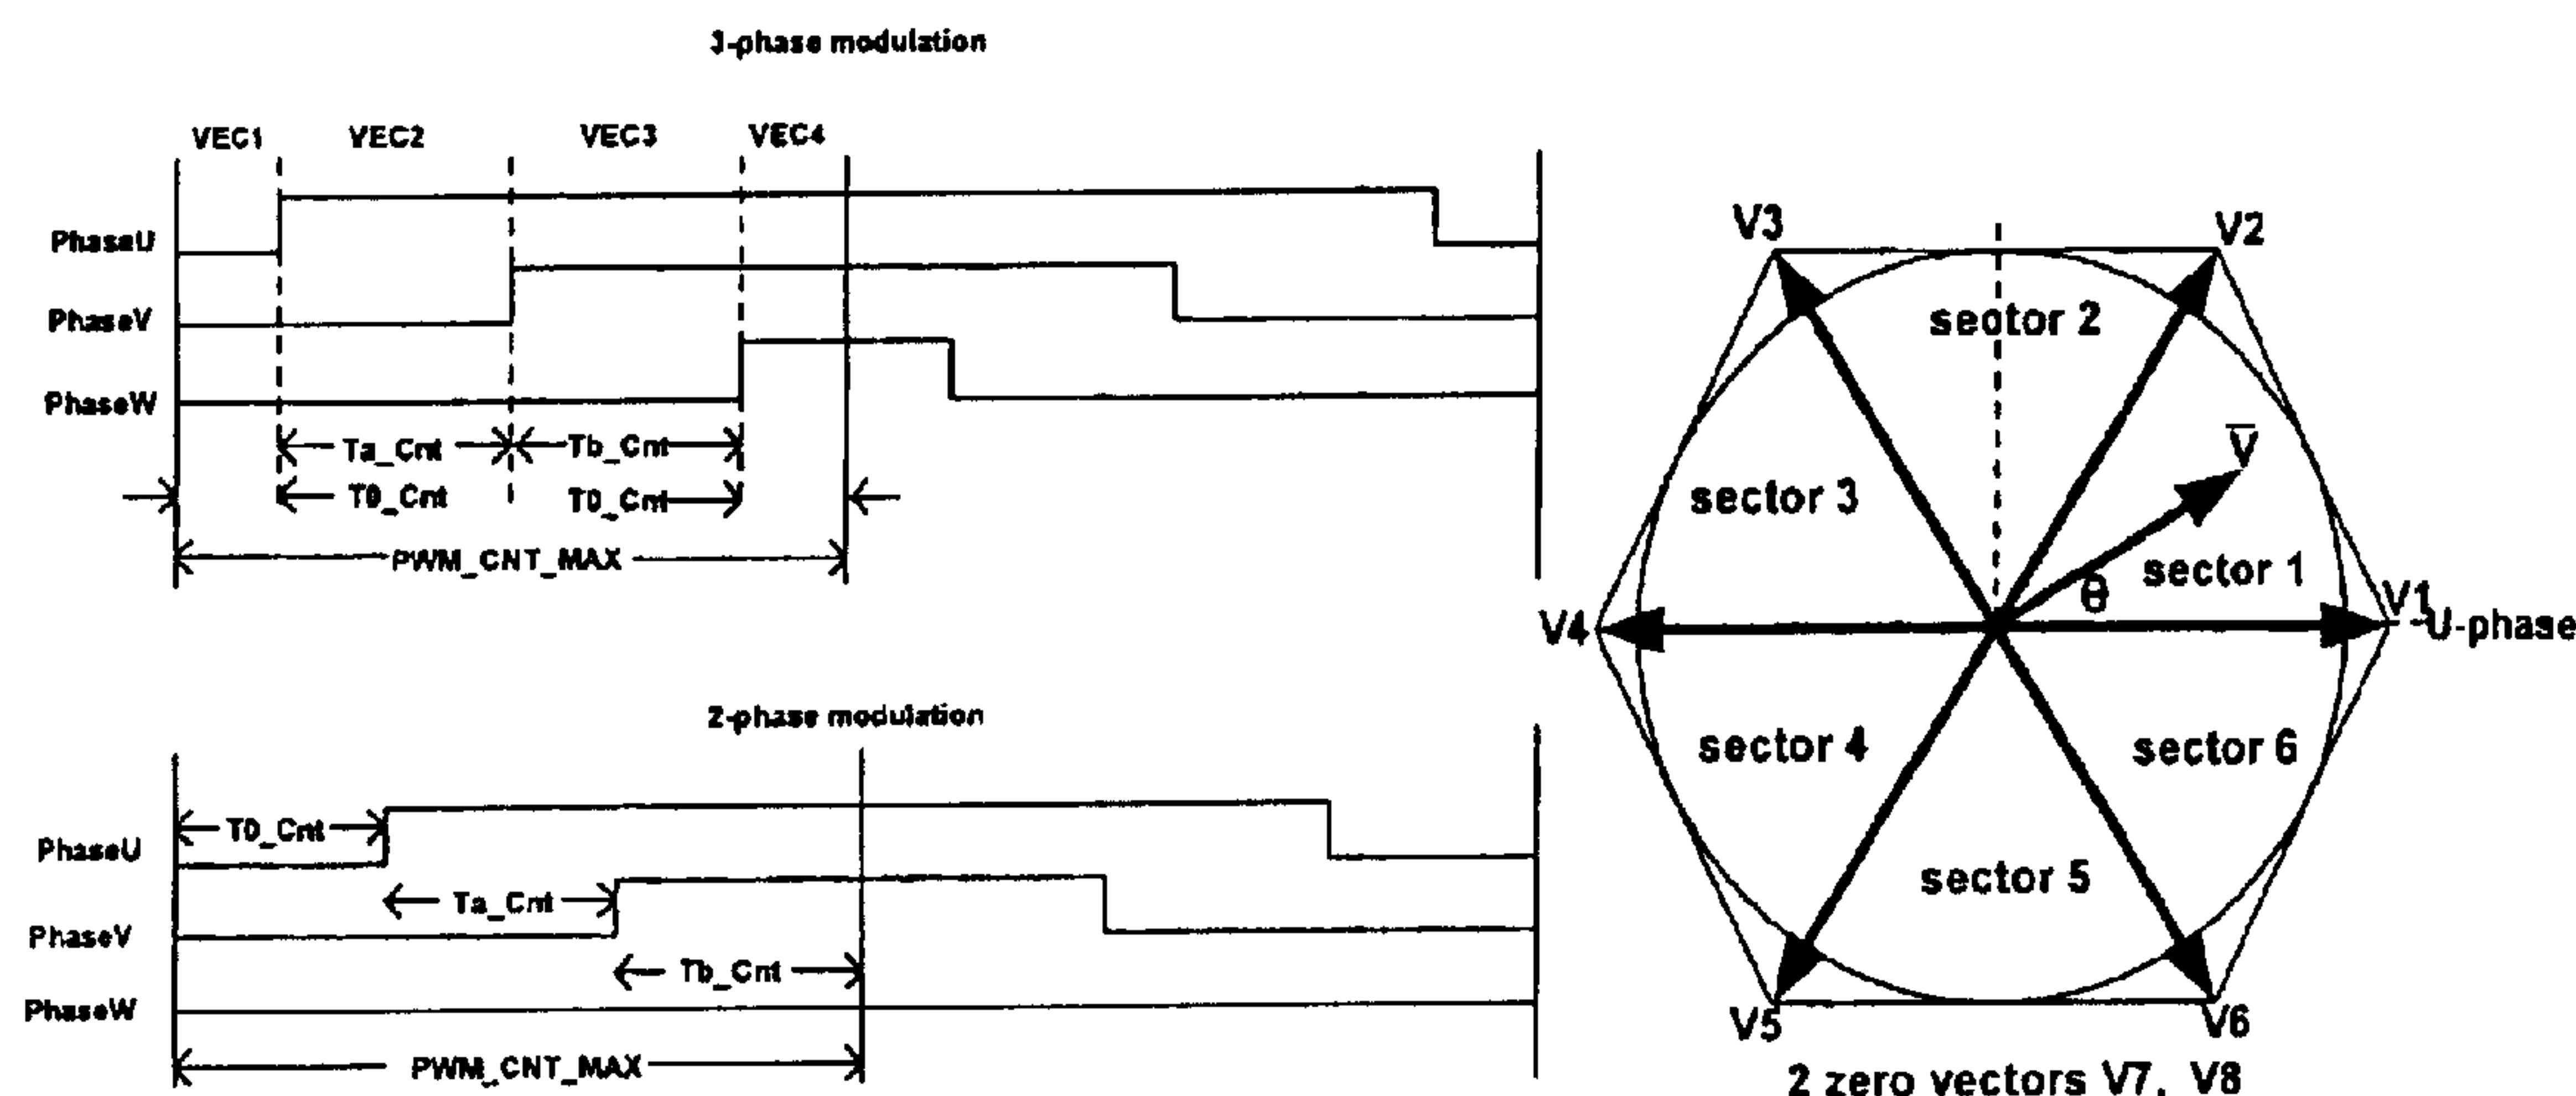 3-phase modulation
VEC1 VEC2 VEC3 VEC4
PhaseU
PhaseV
PhaseW
Ta_Cnt Tb_Cnt
T0_Cnt T0_Cnt
PWM_CNT_MAX
2-phase modulation
T0_Cnt
PhaseU
Ta_Cnt
PhaseV
Tb_Cnt
PhaseW
PWM_CNT_MAX
V3 V2
sector 2
V̅
sector 3
sector 1
θ
V1
V4
U-phase
sector 4 sector 6
sector 5
V5 V6
2 zero vectors V7, V8